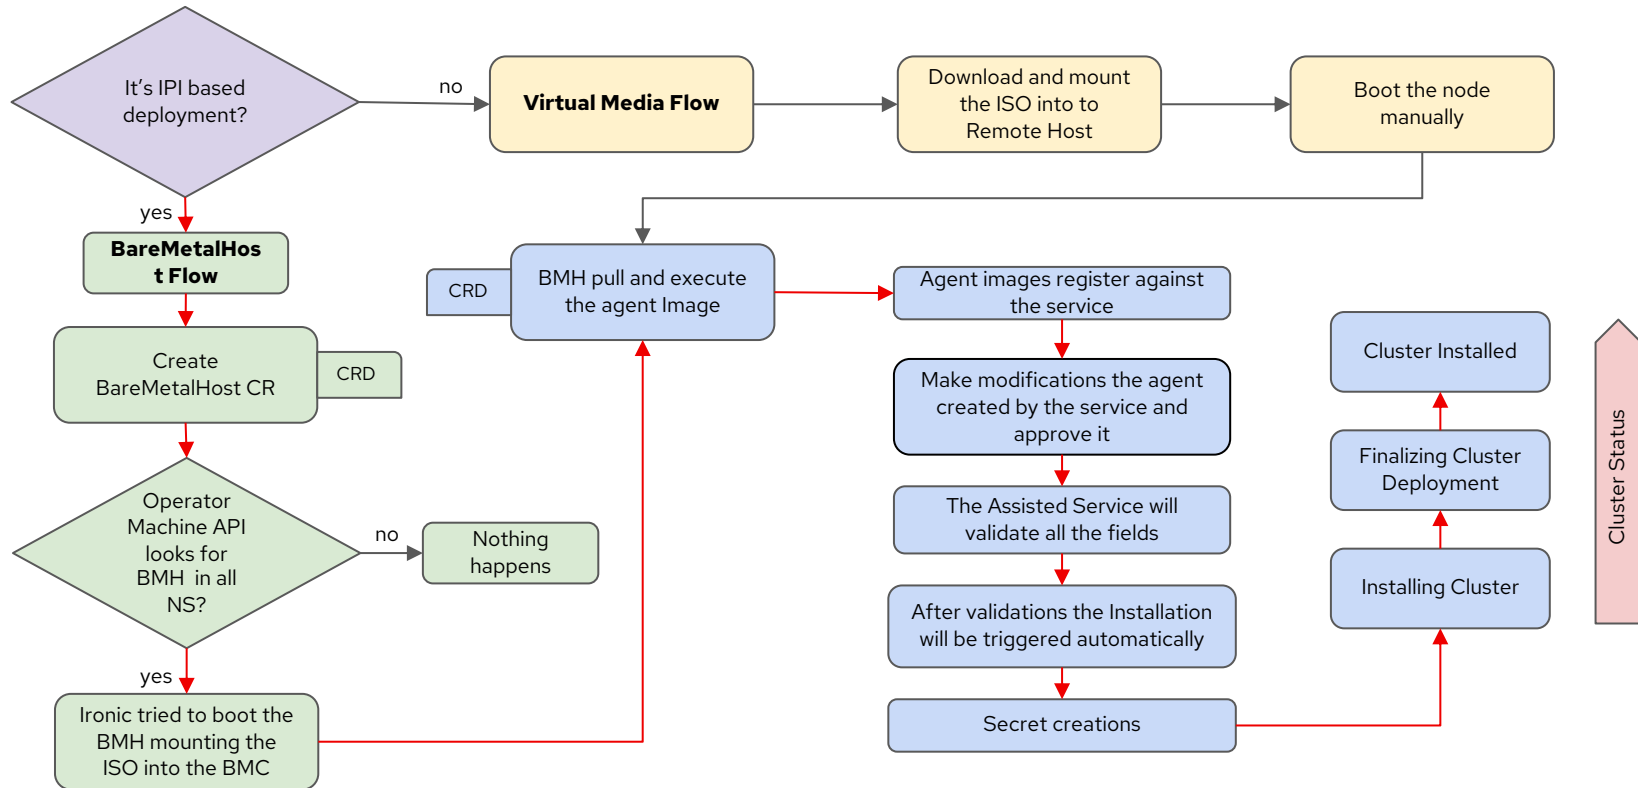 It's IPI based
deployment?
no
Virtual Media Flow
Download and mount
the ISO into to
Remote Host
Boot the node
manually
yes
BareMetalHos
t Flow
Create
BareMetalHost CR
CRD
Operator
Machine API
looks for
BMH in all
NS?
no
Nothing
happens
yes
Ironic tried to boot the
BMH mounting the
ISO into the BMC
CRD
BMH pull and execute
the agent Image
Agent images register against
the service
Make modifications the agent
created by the service and
approve it
The Assisted Service will
validate all the fields
After validations the Installation
will be triggered automatically
Secret creations
Installing Cluster
Finalizing Cluster
Deployment
Cluster Installed
Cluster Status